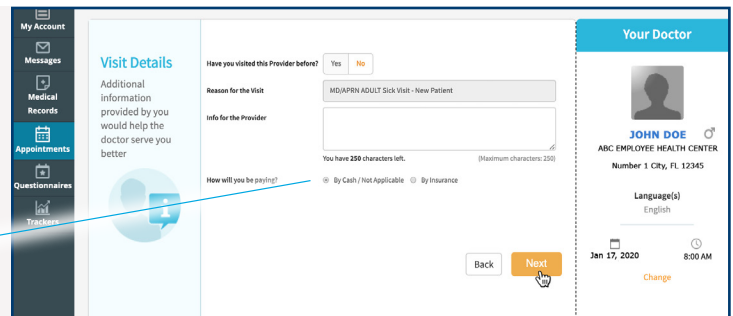 My Account
Messages
Medical
Records
Appointments
Questionnaires
Trackers
Visit Details
Additional
information
provided by you
would help the
doctor serve you
better
Have you visited this Provider before? Yes No
Reason for the Visit MD/APRN ADULT Sick Visit - New Patient
Info for the Provider
You have 250 characters left. (Maximum characters: 250)
How will you be paying? By Cash / Not Applicable By Insurance
Back Next
Your Doctor
JOHN DOE
ABC EMPLOYEE HEALTH CENTER
Number 1 City, FL 12345
Language(s)
English
Jan 17, 2020 8:00 AM
Change